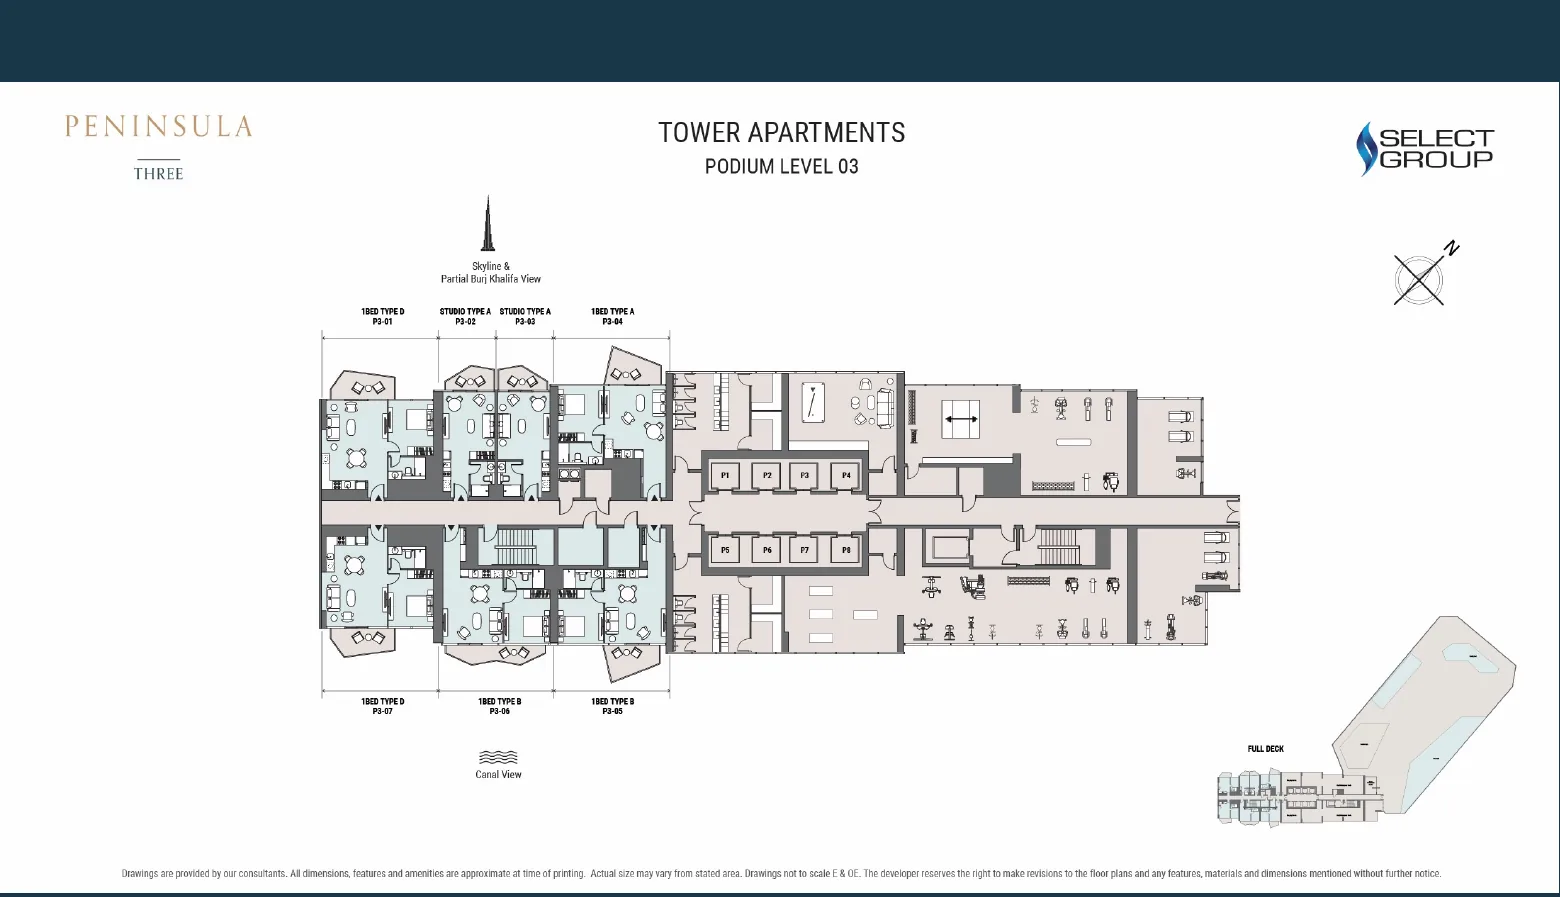 PENINSULA
THREE
TOWER APARTMENTS
PODIUM LEVEL 03
SELECT
GROUP
N
Skyline &
Partial Burj Khalifa View
1BED TYPE D
P3-01
STUDIO TYPE A
P3-02
STUDIO TYPE A
P3-03
1BED TYPE A
P3-04
P1
P2
P3
P4
P5
P6
P7
P8
1BED TYPE D
P3-07
1BED TYPE B
P3-06
1BED TYPE B
P3-05
Canal View
FULL DECK
Drawings are provided by our consultants. All dimensions, features and amenities are approximate at time of printing. Actual size may vary from stated area. Drawings not to scale E & OE. The developer reserves the right to make revisions to the floor plans and any features, materials and dimensions mentioned without further notice.